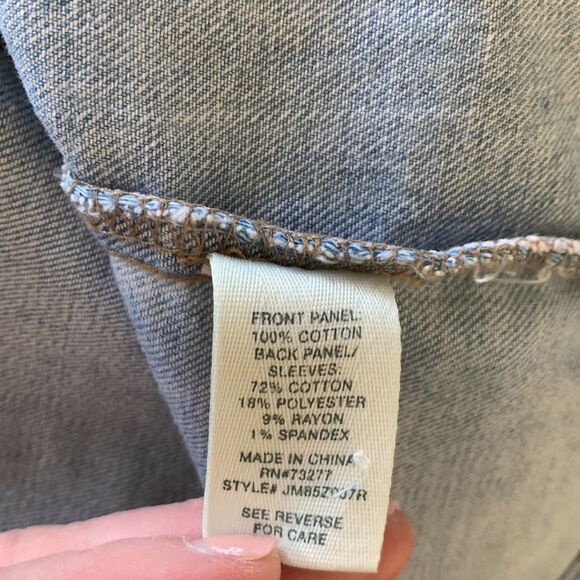 FRONT PANEL:
100% COTTON
BACK PANEL/
SLEEVES:
72% COTTON
18% POLYESTER
9% RAYON
1% SPANDEX
MADE IN CHINA
RN#73277
STYLE#
SEE REVERSE
FOR CARE